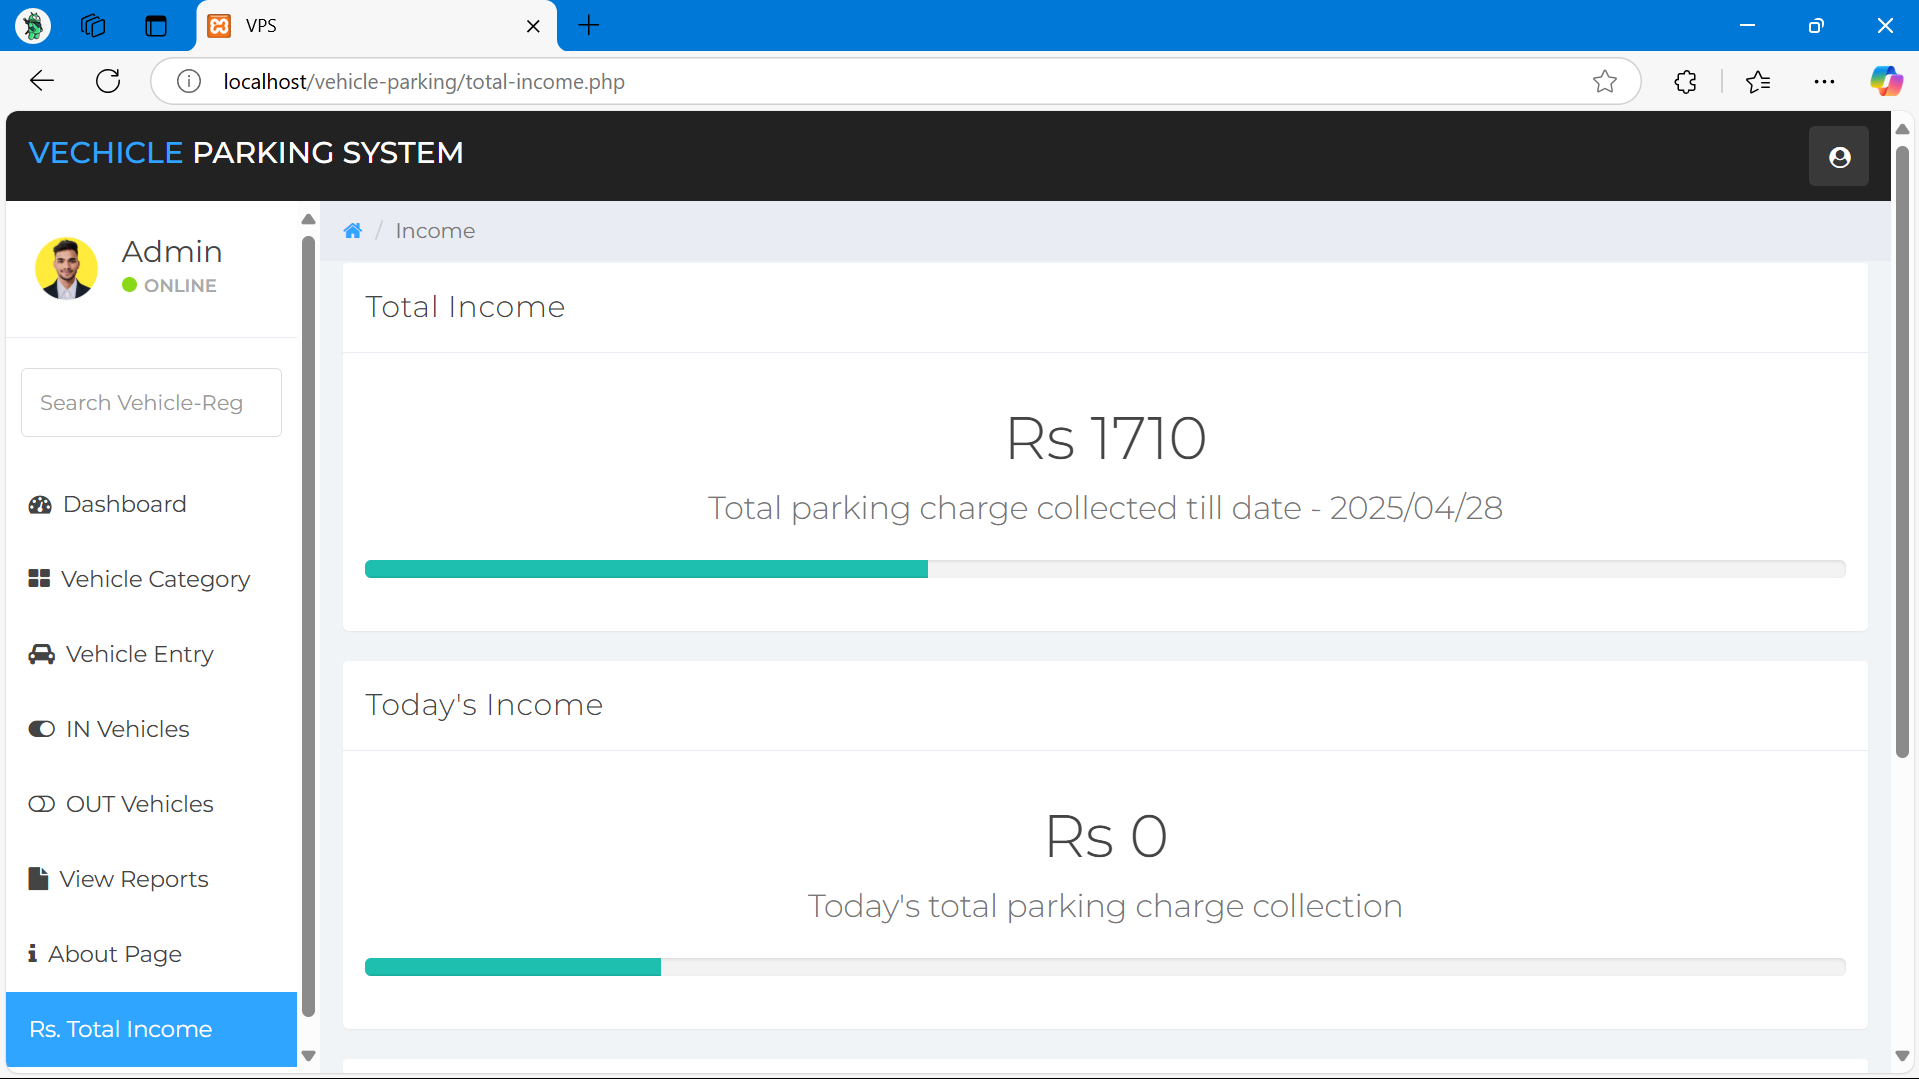 VPS
localhost/vehicle-parking/total-income.php
VECHICLE PARKING SYSTEM
Admin
ONLINE
Search Vehicle-Reg
Dashboard
Vehicle Category
Vehicle Entry
IN Vehicles
OUT Vehicles
View Reports
About Page
Rs. Total Income
/ Income
Total Income
Rs 1710
Total parking charge collected till date - 2025/04/28
Today's Income
Rs 0
Today's total parking charge collection